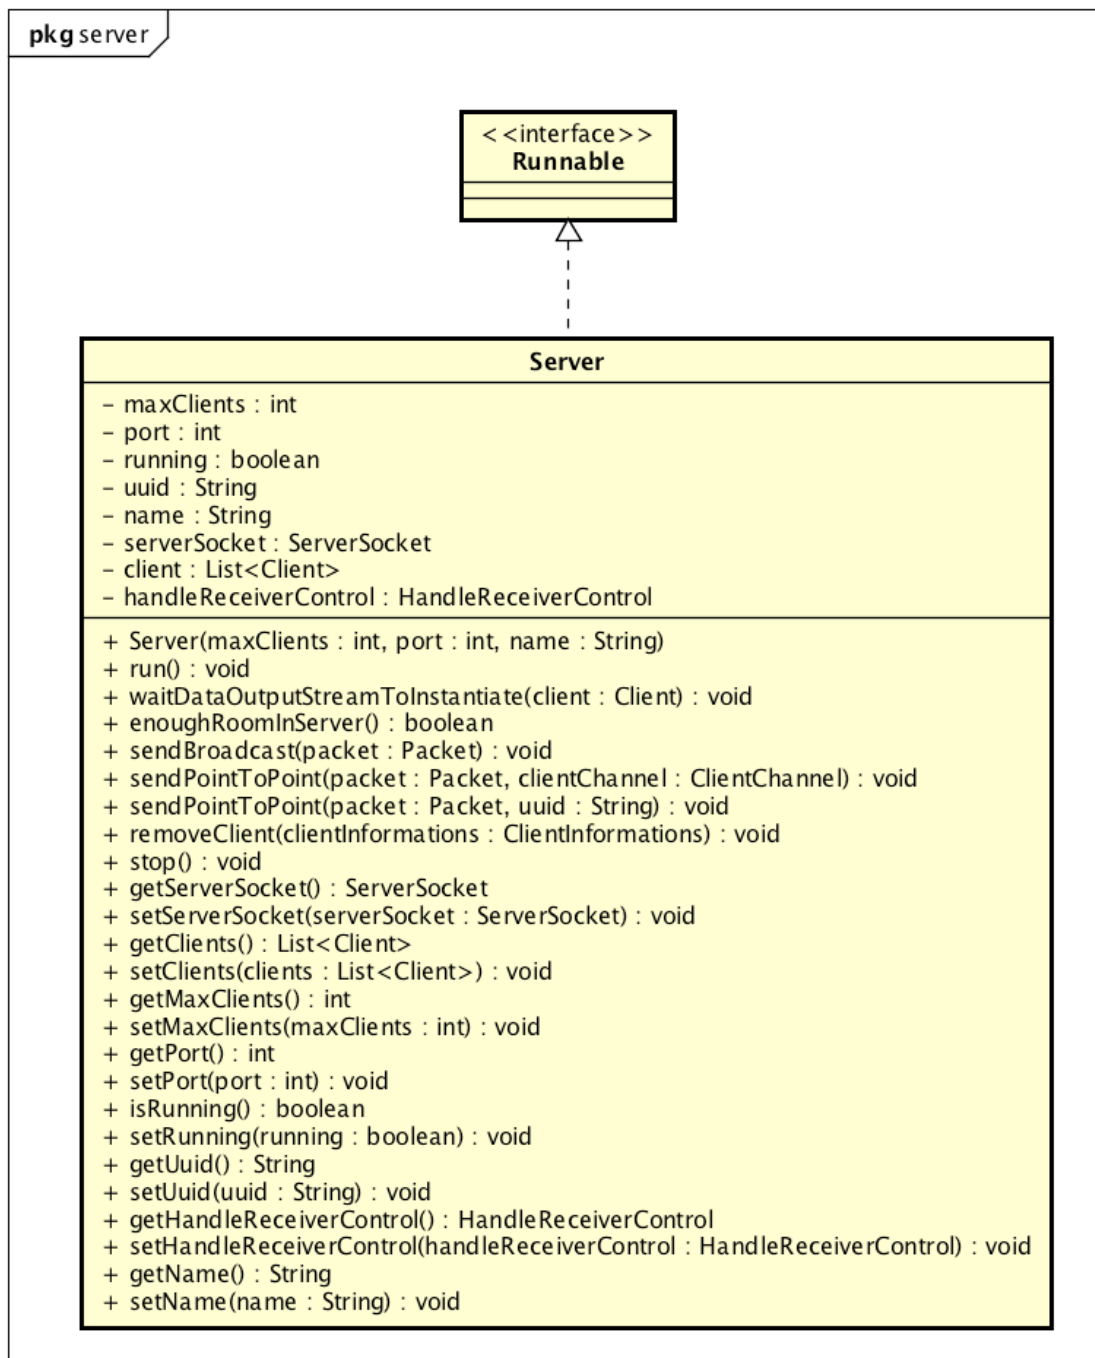 pkg server
<<interface>>
Runnable
Server
- maxClients : int
- port : int
- running : boolean
- uuid : String
- name : String
- serverSocket : ServerSocket
- client : List<Client>
- handleReceiverControl : HandleReceiverControl
+ Server(maxClients : int, port : int, name : String)
+ run() : void
+ waitDataOutputStreamToInstantiate(client : Client) : void
+ enoughRoomInServer() : boolean
+ sendBroadcast(packet : Packet) : void
+ sendPointToPoint(packet : Packet, clientChannel : ClientChannel) : void
+ sendPointToPoint(packet : Packet, uuid : String) : void
+ removeClient(clientInformations : ClientInformations) : void
+ stop() : void
+ getServerSocket() : ServerSocket
+ setServerSocket(serverSocket : ServerSocket) : void
+ getClients() : List<Client>
+ setClients(clients : List<Client>) : void
+ getMaxClients() : int
+ setMaxClients(maxClients : int) : void
+ getPort() : int
+ setPort(port : int) : void
+ isRunning() : boolean
+ setRunning(running : boolean) : void
+ getUuid() : String
+ setUuid(uuid : String) : void
+ getHandleReceiverControl() : HandleReceiverControl
+ setHandleReceiverControl(handleReceiverControl : HandleReceiverControl) : void
+ getName() : String
+ setName(name : String) : void